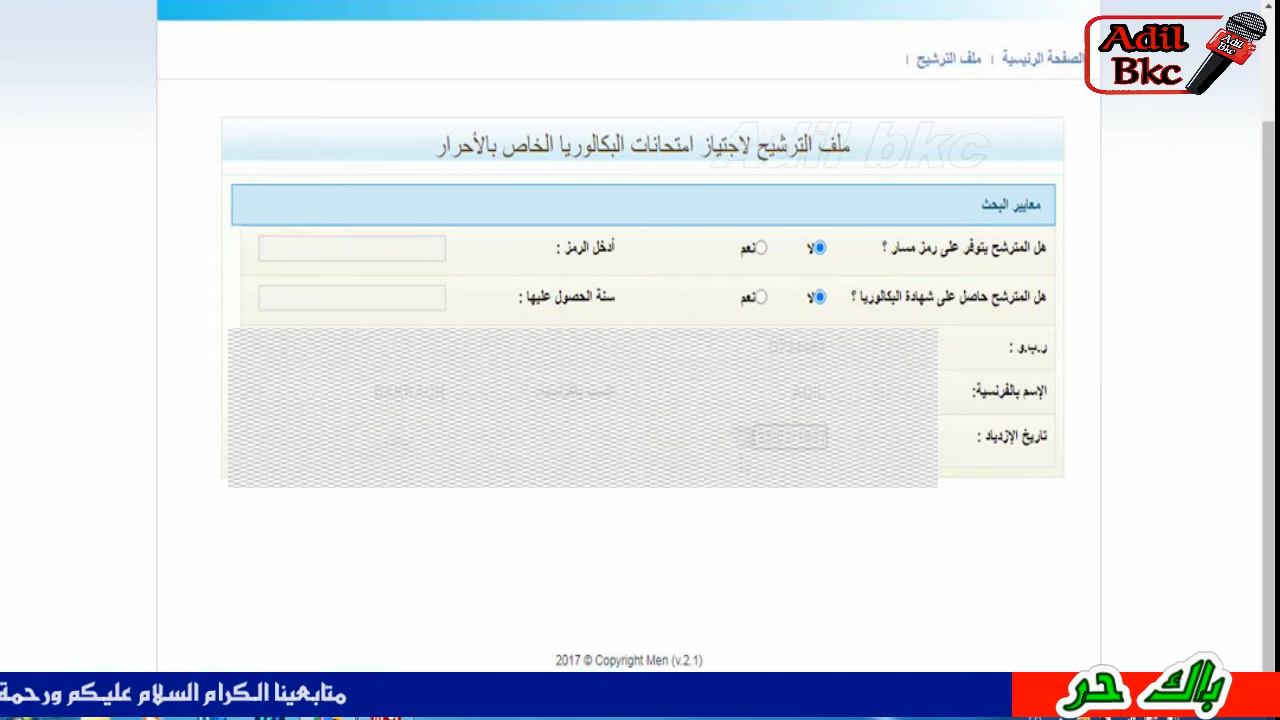 Adil
Bkc
الصفحة الرئيسية | ملف الترشيح |
Adil bkc
ملف الترشيح لاجتياز امتحانات البكالوريا الخاص بالأحرار
معايير البحث
هل المترشح يتوفر على رمز مسار ؟ لا نعم أدخل الرمز :
هل المترشح حاصل على شهادة البكالوريا ؟ لا نعم سنة الحصول عليها :
ر.ب.و :
الإسم بالفرنسية: ADIL
تاريخ الإزدياد :
2017 © Copyright Men (v.2.1)
باك حر
متابعينا الكرام السلام عليكم ورحمة